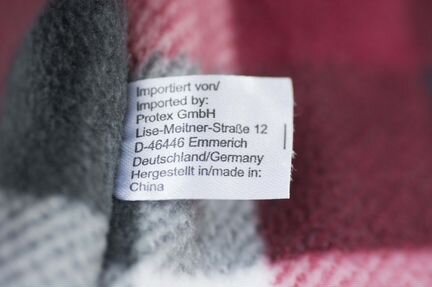 Importiert von/
Imported by:
Protex GmbH
Lise-Meitner-Straße 12
D-46446 Emmerich
Deutschland/Germany
Hergestellt in/made in:
China